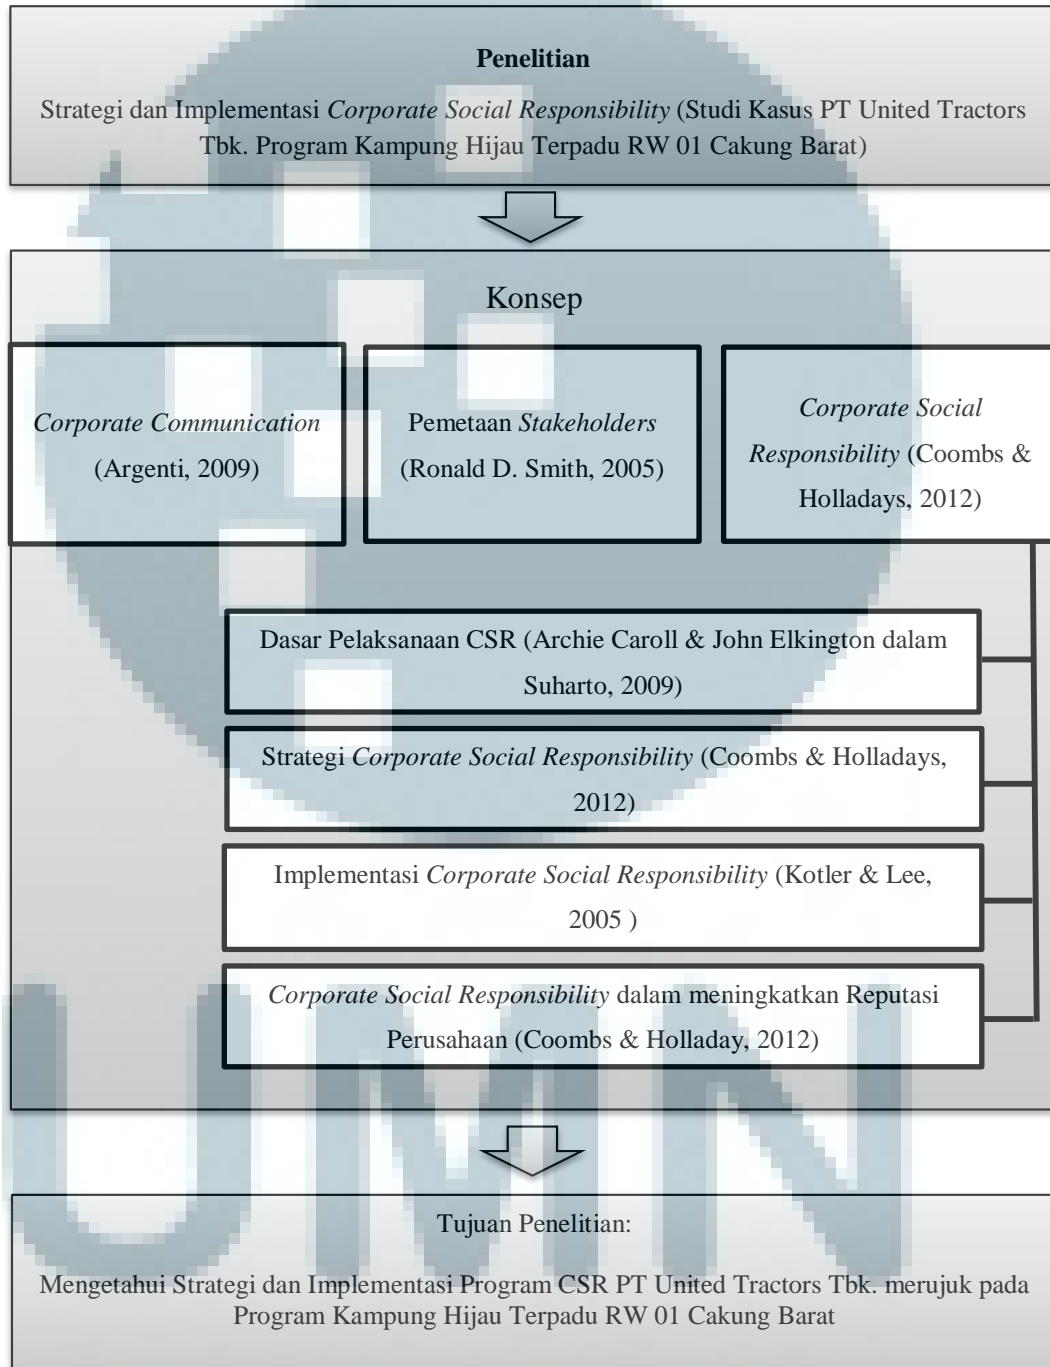 Penelitian
Strategi dan Implementasi Corporate Social Responsibility (Studi Kasus PT United Tractors
Tbk. Program Kampung Hijau Terpadu RW 01 Cakung Barat)
Konsep
Corporate Communication
(Argenti, 2009)
Pemetaan Stakeholders
(Ronald D. Smith, 2005)
Corporate Social
Responsibility (Coombs &
Holladays, 2012)
Dasar Pelaksanaan CSR (Archie Caroll & John Elkington dalam
Suharto, 2009)
Strategi Corporate Social Responsibility (Coombs & Holladays,
2012)
Implementasi Corporate Social Responsibility (Kotler & Lee,
2005 )
Corporate Social Responsibility dalam meningkatkan Reputasi
Perusahaan (Coombs & Holladay, 2012)
UMN
Tujuan Penelitian:
Mengetahui Strategi dan Implementasi Program CSR PT United Tractors Tbk. merujuk pada
Program Kampung Hijau Terpadu RW 01 Cakung Barat